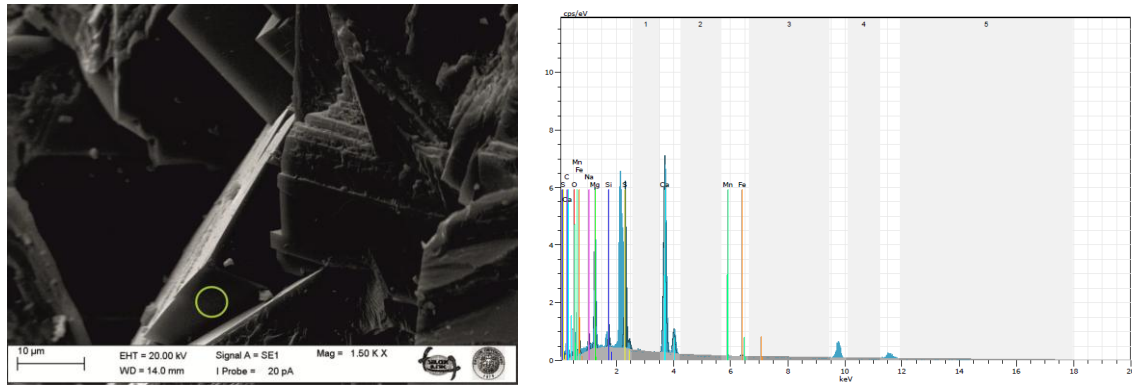 10 µm
EHT = 20.00 kV
Signal A = SE1
Mag = 1.50 K X
WD = 14.0 mm
I Probe = 20 pA
cps/eV
1 2 3 4 5
10
8
6
4
2
0
Mn
Fe
C
Na
S
O
Mg
Si
S
Ca
Mn
Fe
Ca
2 4 6 8 10 12 14 16 18 20
keV